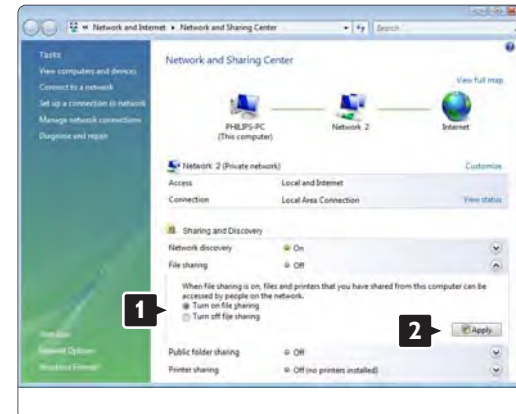 Network and Internet ▸ Network and Sharing Center
Search
Tasks
View computers and devices
Connect to a network
Set up a connection or network
Manage network connections
Diagnose and repair
Network and Sharing Center
View full map
PHILIPS-PC
(This computer)
Network 2
Internet
Network 2 (Private network)
Customize
Access Local and Internet
Connection Local Area Connection View status
Sharing and Discovery
Network discovery On
File sharing Off
When file sharing is on, files and printers that you have shared from this computer can be
accessed by people on the network.
1
Turn on file sharing
Turn off file sharing
2
Apply
Public folder sharing Off
Printer sharing Off (no printers installed)
Internet Options
Windows Firewall